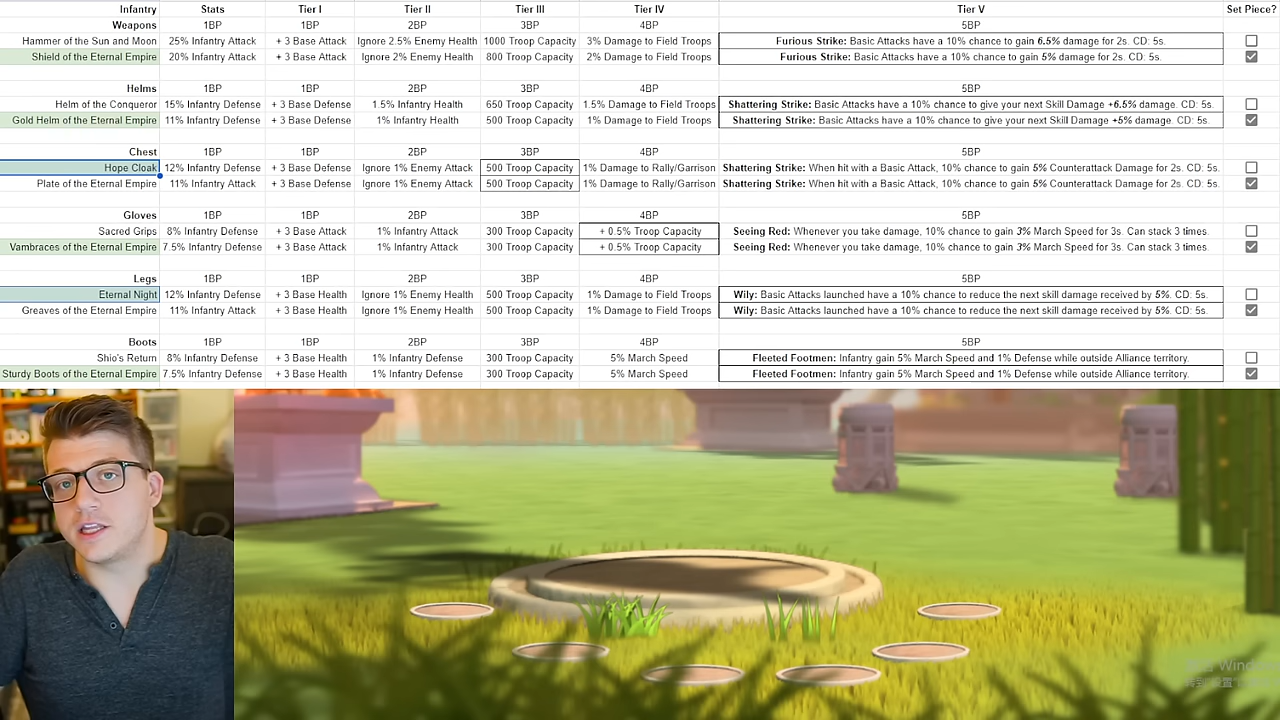 Infantry Stats Tier I Tier II Tier III Tier IV Tier V Set Piece?
Weapons 1BP 1BP 2BP 3BP 4BP 5BP
Hammer of the Sun and Moon 25% Infantry Attack + 3 Base Attack Ignore 2.5% Enemy Health 1000 Troop Capacity 3% Damage to Field Troops Furious Strike: Basic Attacks have a 10% chance to gain 6.5% damage for 2s. CD: 5s.
Shield of the Eternal Empire 20% Infantry Attack + 3 Base Attack Ignore 2% Enemy Health 800 Troop Capacity 2% Damage to Field Troops Furious Strike: Basic Attacks have a 10% chance to gain 5% damage for 2s. CD: 5s.
Helms 1BP 1BP 2BP 3BP 4BP 5BP
Helm of the Conqueror 15% Infantry Defense + 3 Base Defense 1.5% Infantry Health 650 Troop Capacity 1.5% Damage to Field Troops Shattering Strike: Basic Attacks have a 10% chance to give your next Skill Damage +6.5% damage. CD: 5s.
Gold Helm of the Eternal Empire 11% Infantry Defense + 3 Base Defense 1% Infantry Health 500 Troop Capacity 1% Damage to Field Troops Shattering Strike: Basic Attacks have a 10% chance to give your next Skill Damage +5% damage. CD: 5s.
Chest 1BP 1BP 2BP 3BP 4BP 5BP
Hope Cloak 12% Infantry Defense + 3 Base Defense Ignore 1% Enemy Attack 500 Troop Capacity 1% Damage to Rally/Garrison Shattering Strike: When hit with a Basic Attack, 10% chance to gain 5% Counterattack Damage for 2s. CD: 5s.
Plate of the Eternal Empire 11% Infantry Attack + 3 Base Defense Ignore 1% Enemy Attack 500 Troop Capacity 1% Damage to Rally/Garrison Shattering Strike: When hit with a Basic Attack, 10% chance to gain 5% Counterattack Damage for 2s. CD: 5s.
Gloves 1BP 1BP 2BP 3BP 4BP 5BP
Sacred Grips 8% Infantry Defense + 3 Base Attack 1% Infantry Attack 300 Troop Capacity + 0.5% Troop Capacity Seeing Red: Whenever you take damage, 10% chance to gain 3% March Speed for 3s. Can stack 3 times.
Vambraces of the Eternal Empire 7.5% Infantry Defense + 3 Base Attack 1% Infantry Attack 300 Troop Capacity + 0.5% Troop Capacity Seeing Red: Whenever you take damage, 10% chance to gain 3% March Speed for 3s. Can stack 3 times.
Legs 1BP 1BP 2BP 3BP 4BP 5BP
Eternal Night 12% Infantry Defense + 3 Base Health Ignore 1% Enemy Health 500 Troop Capacity 1% Damage to Field Troops Wily: Basic Attacks launched have a 10% chance to reduce the next skill damage received by 5%. CD: 5s.
Greaves of the Eternal Empire 11% Infantry Attack + 3 Base Health Ignore 1% Enemy Health 500 Troop Capacity 1% Damage to Field Troops Wily: Basic Attacks launched have a 10% chance to reduce the next skill damage received by 5%. CD: 5s.
Boots 1BP 1BP 2BP 3BP 4BP 5BP
Shio's Return 8% Infantry Defense + 3 Base Health 1% Infantry Defense 300 Troop Capacity 5% March Speed Fleeted Footmen: Infantry gain 5% March Speed and 1% Defense while outside Alliance territory.
Sturdy Boots of the Eternal Empire 7.5% Infantry Defense + 3 Base Health 1% Infantry Defense 300 Troop Capacity 5% March Speed Fleeted Footmen: Infantry gain 5% March Speed and 1% Defense while outside Alliance territory.